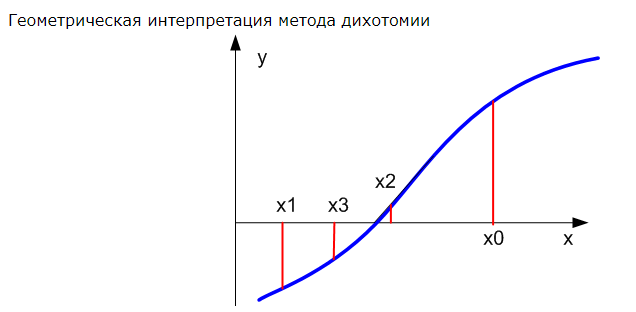 Геометрическая интерпретация метода дихотомии
y
x2
x1
x3
x0
x